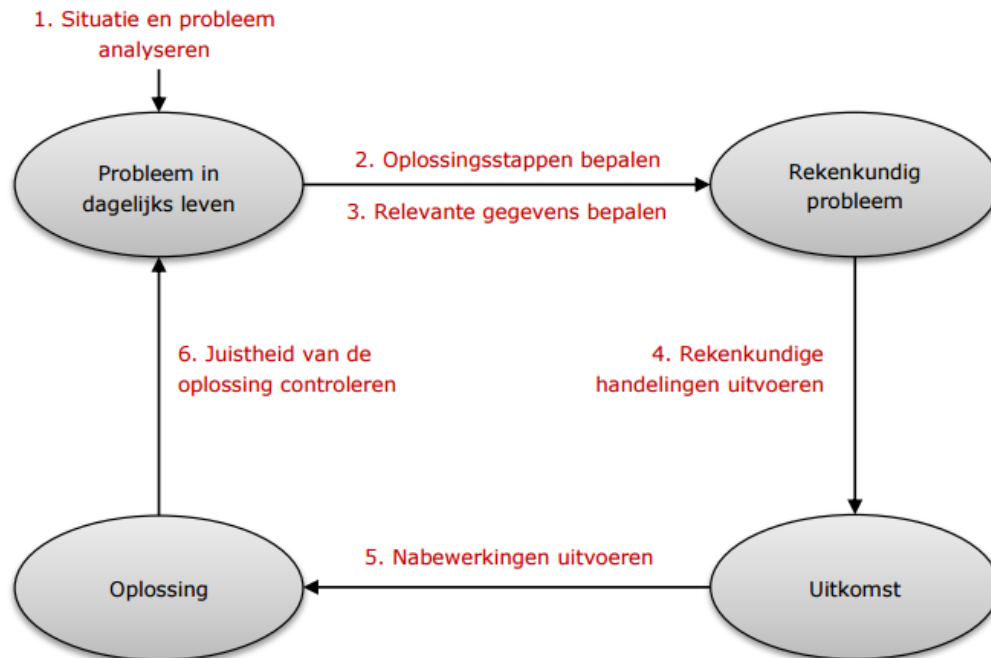 1. Situatie en probleem
analyseren
Probleem in
dagelijks leven
2. Oplossingsstappen bepalen
3. Relevante gegevens bepalen
Rekenkundig
probleem
6. Juistheid van de
oplossing controleren
4. Rekenkundige
handelingen uitvoeren
Oplossing
5. Nabewerkingen uitvoeren
Uitkomst